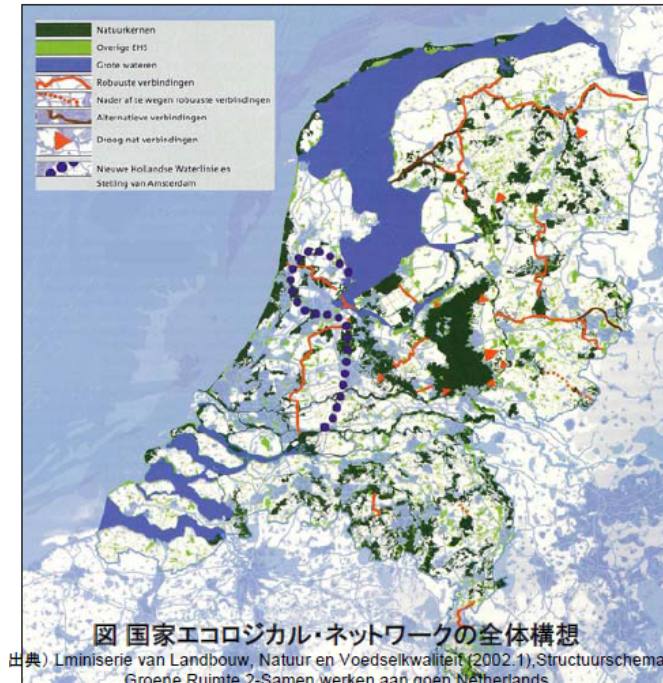 Natuurkernen
Overige EHS
Grote wateren
Robuuste verbindingen
Nader af te wegen robuuste verbindingen
Alternatieve verbindingen
Droog nat verbindingen
Nieuwe Hollandse Waterlinie en
Stelling van Amsterdam
図 国家エコロジカル・ネットワークの全体構想
出典) Lminiserie van Landbouw, Natuur en Voedselkwaliteit (2002.1),Structuurschema
Groene Ruimte 2-Samen werken aan goen Netherlands